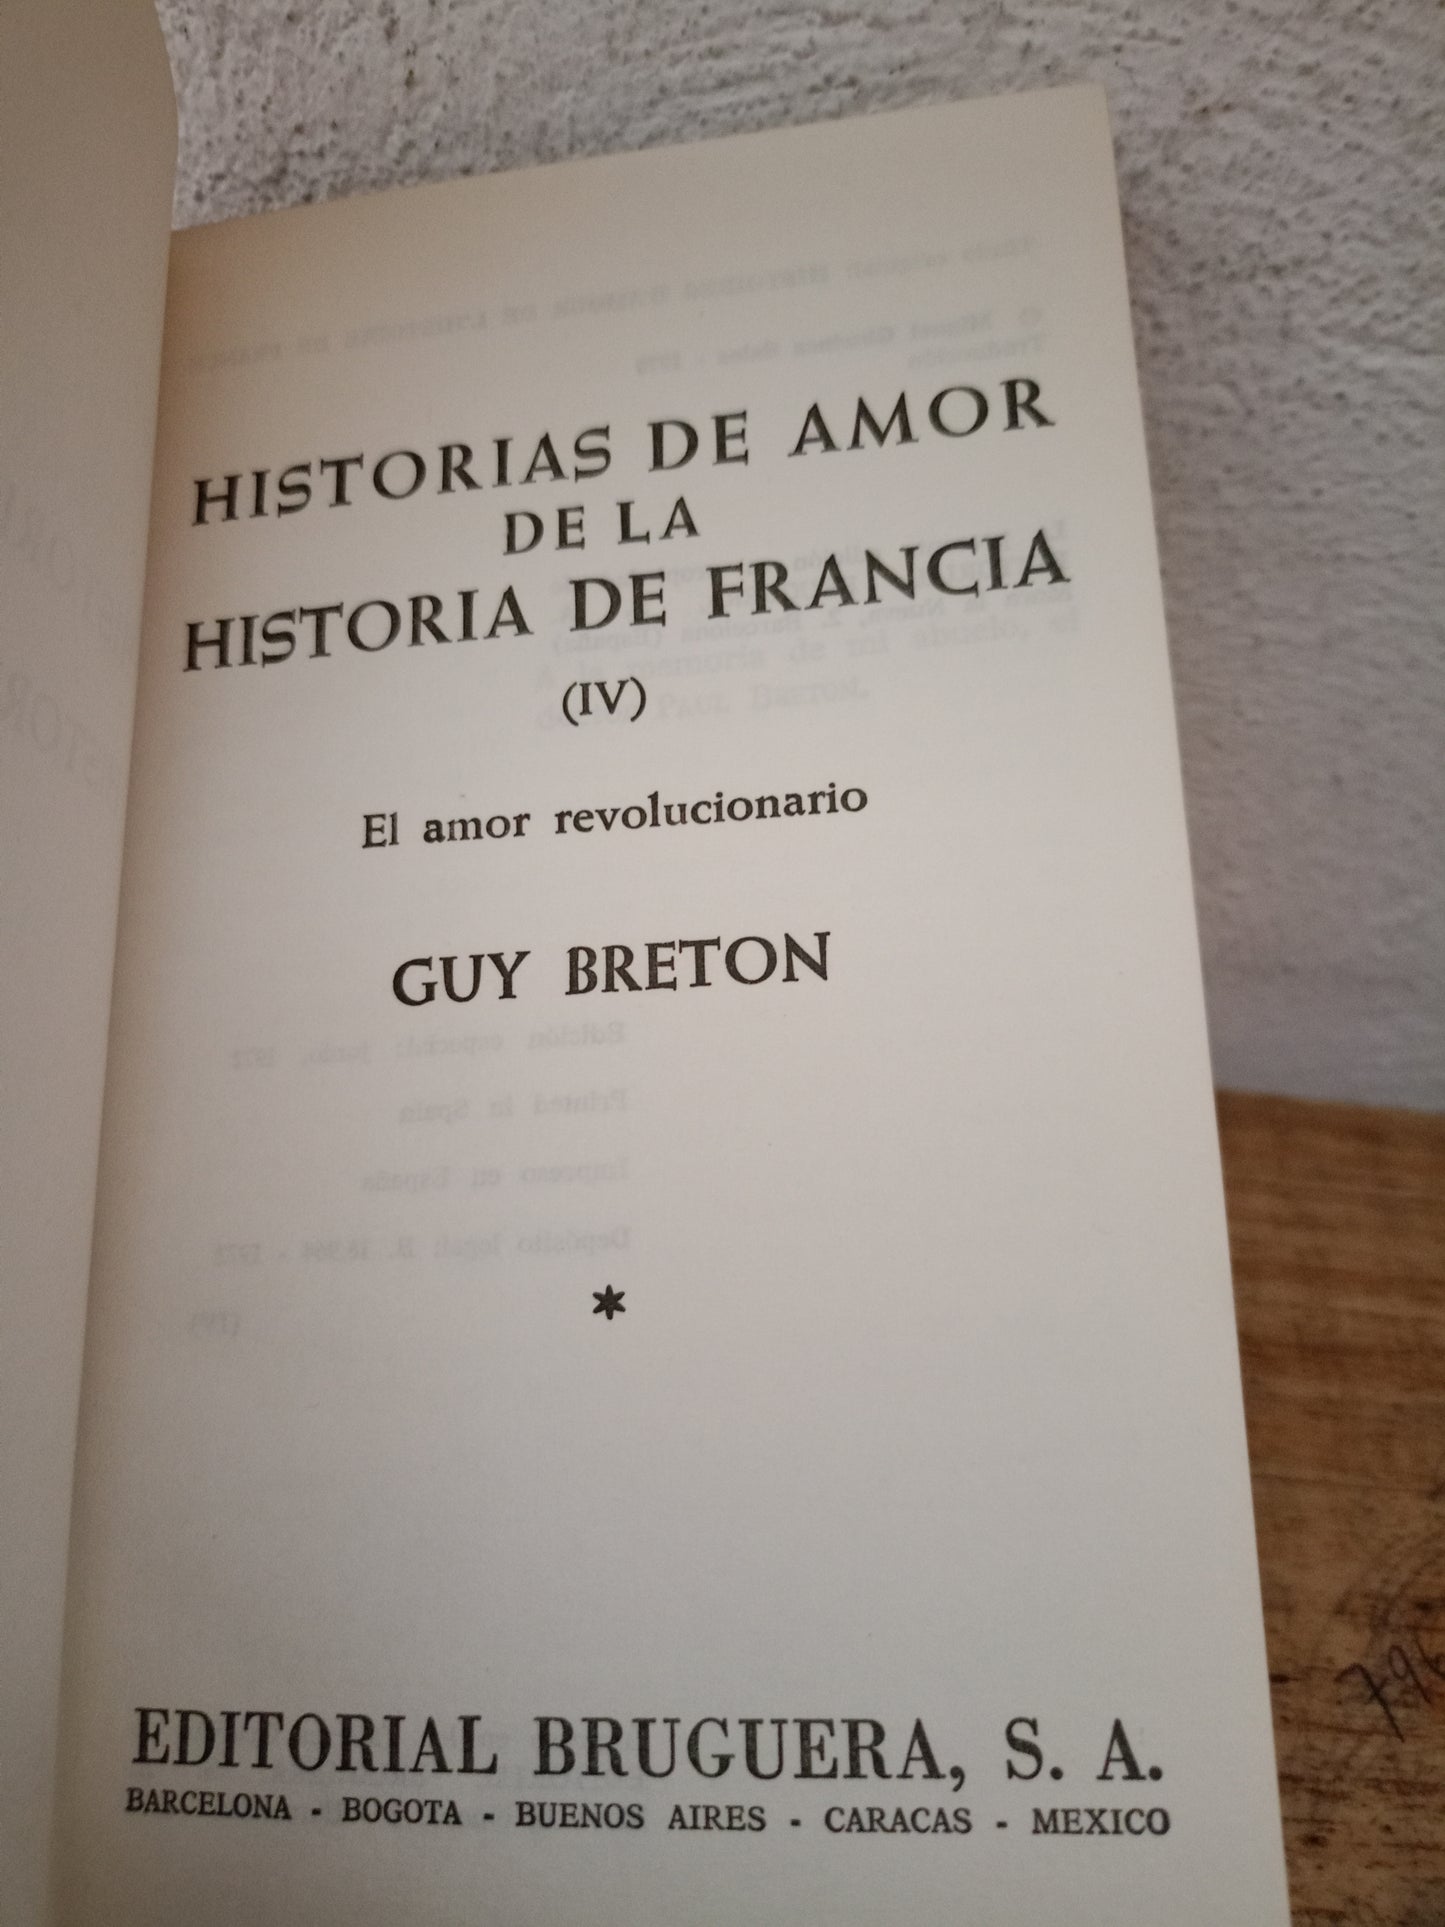 HISTORIAS DE AMOR
DE LA
HISTORIA DE FRANCIA
(IV)
El amor revolucionario
GUY BRETON
*
EDITORIAL BRUGUERA, S. A.
BARCELONA - BOGOTA - BUENOS AIRES - CARACAS - MEXICO
796